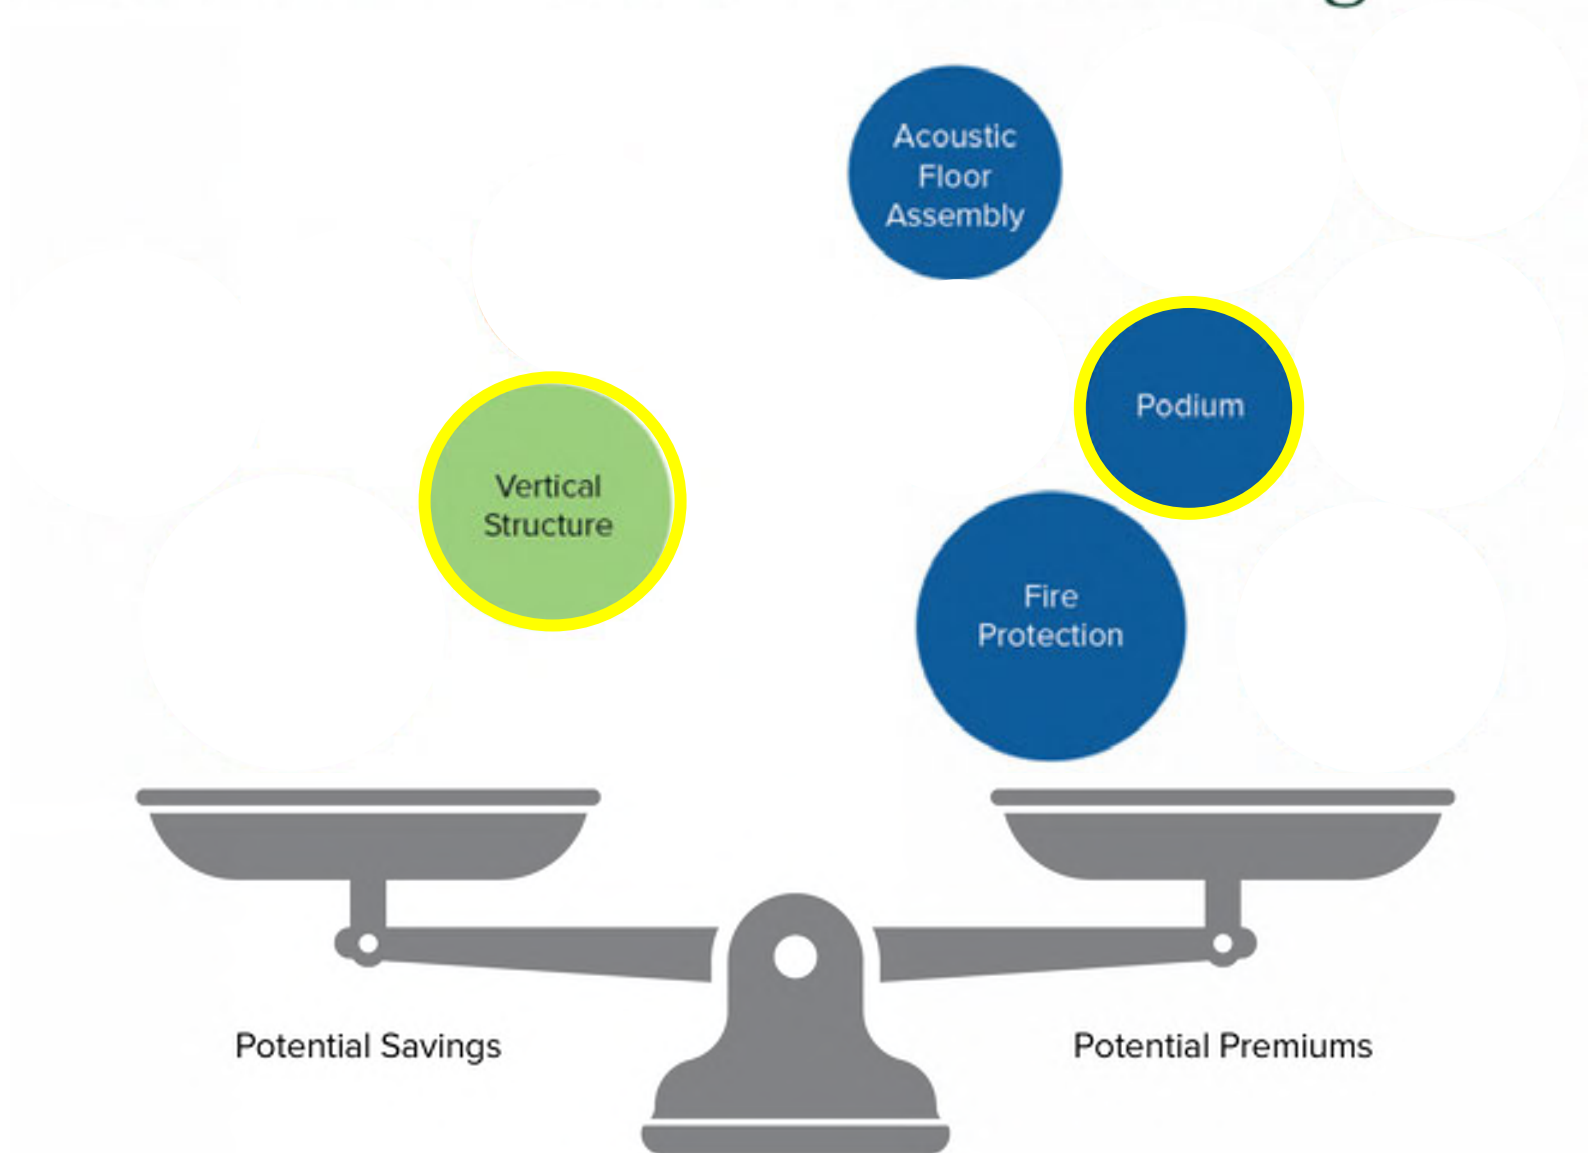 Acoustic
Floor
Assembly
Podium
Vertical
Structure
Fire
Protection
Potential Savings
Potential Premiums